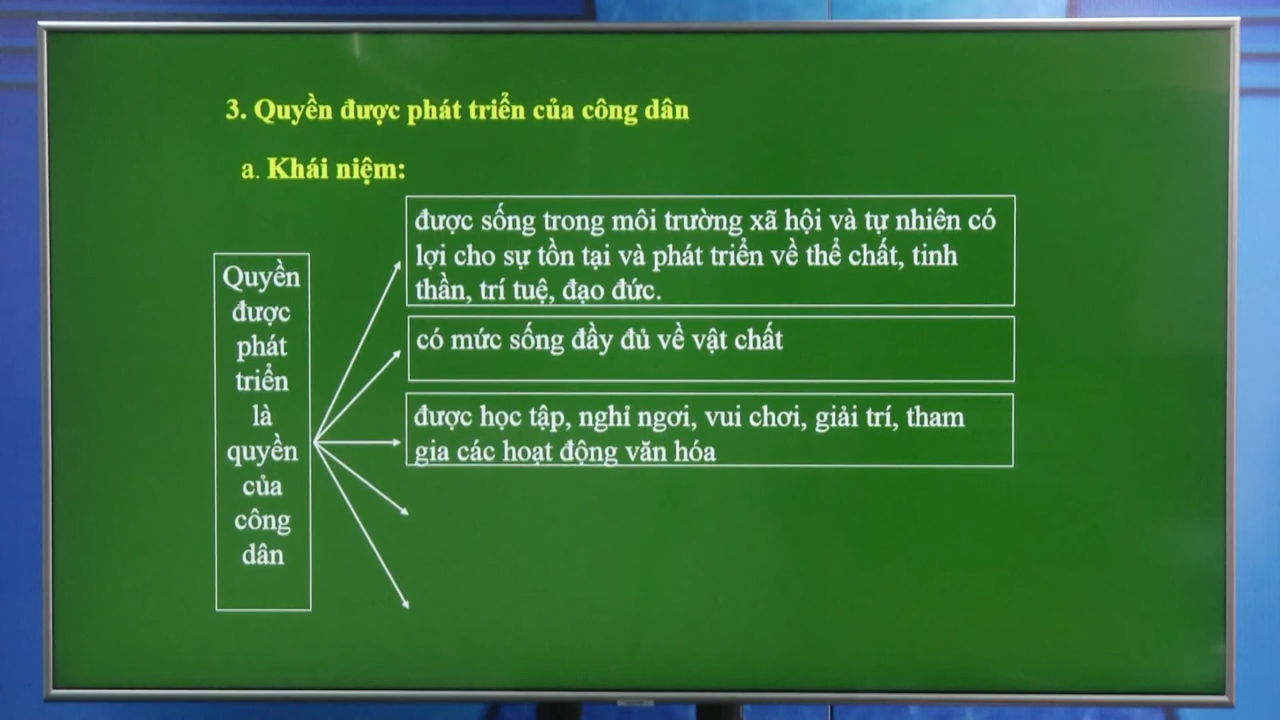 3. Quyền được phát triển của công dân
a. Khái niệm:
Quyền
được
phát
triển
là
quyền
của
công
dân
được sống trong môi trường xã hội và tự nhiên có
lợi cho sự tồn tại và phát triển về thể chất, tinh
thần, trí tuệ, đạo đức.
có mức sống đầy đủ về vật chất
được học tập, nghỉ ngơi, vui chơi, giải trí, tham
gia các hoạt động văn hóa